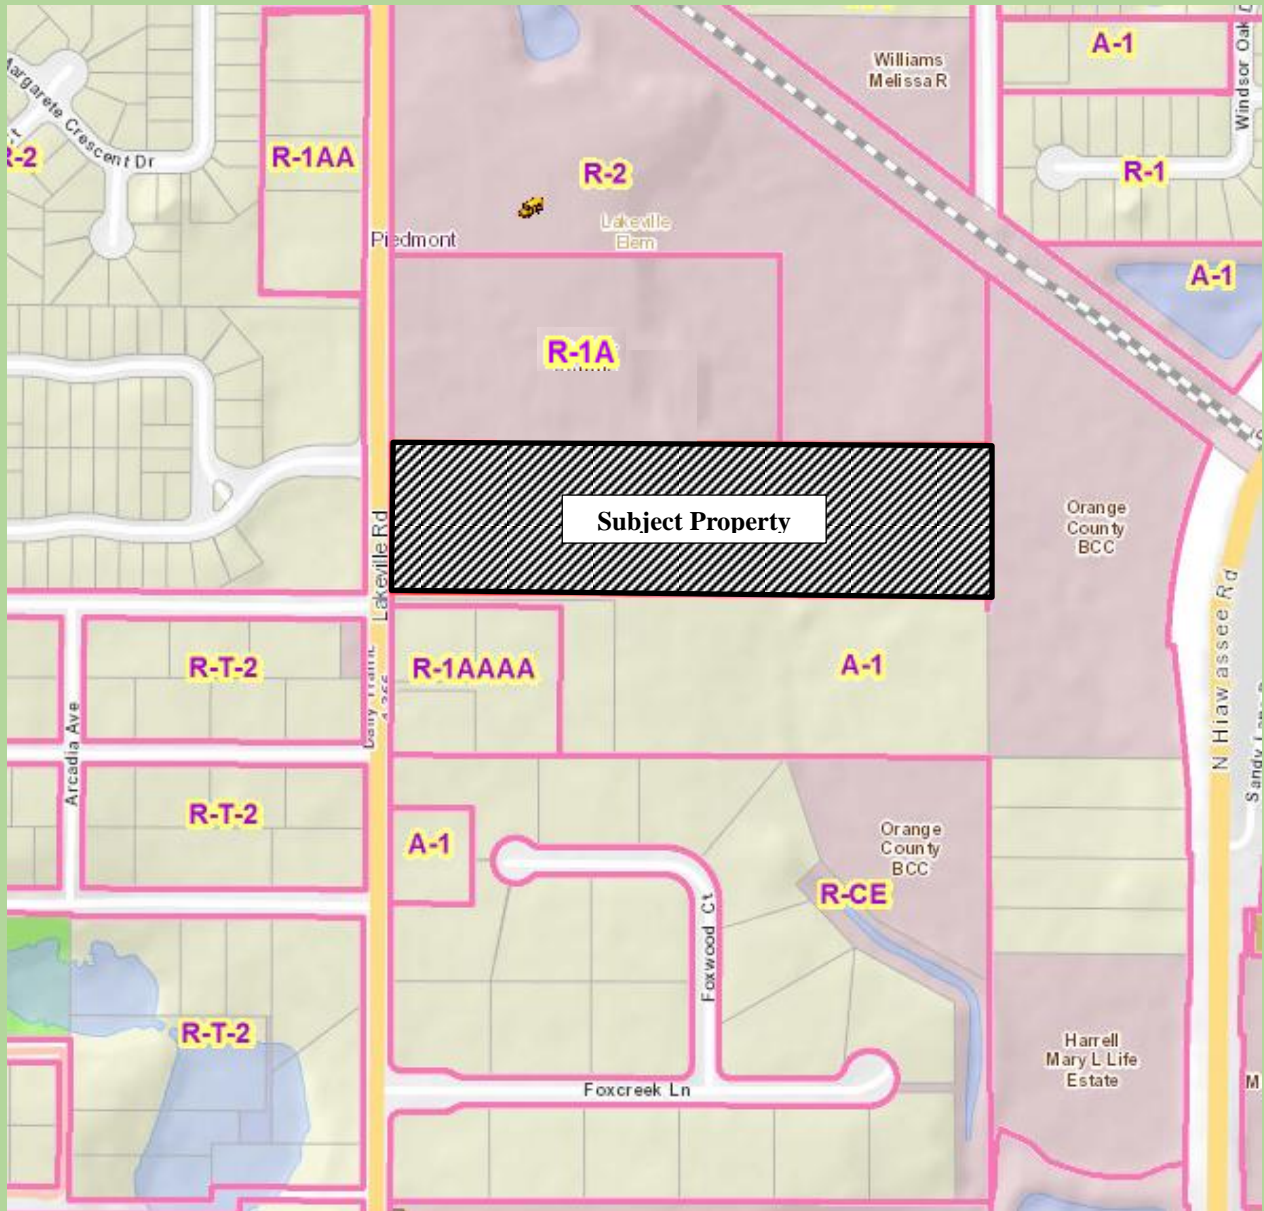 Williams
Melissa R
A-1
Windsor Oak D
Margarete Crescent Dr
R-2
R-1AA
R-2
R-1
Lakeville
Elem
Piedmont
A-1
R-1A
Subject Property
Orange
County
BCC
Lakeville Rd
N Hiawassee Rd
R-T-2
R-1AAAA
A-1
Arcadia Ave
R-T-2
A-1
Orange
County
BCC
R-CE
Foxwood Ct
R-T-2
Harrell
Mary L Life
Estate
Foxcreek Ln
M